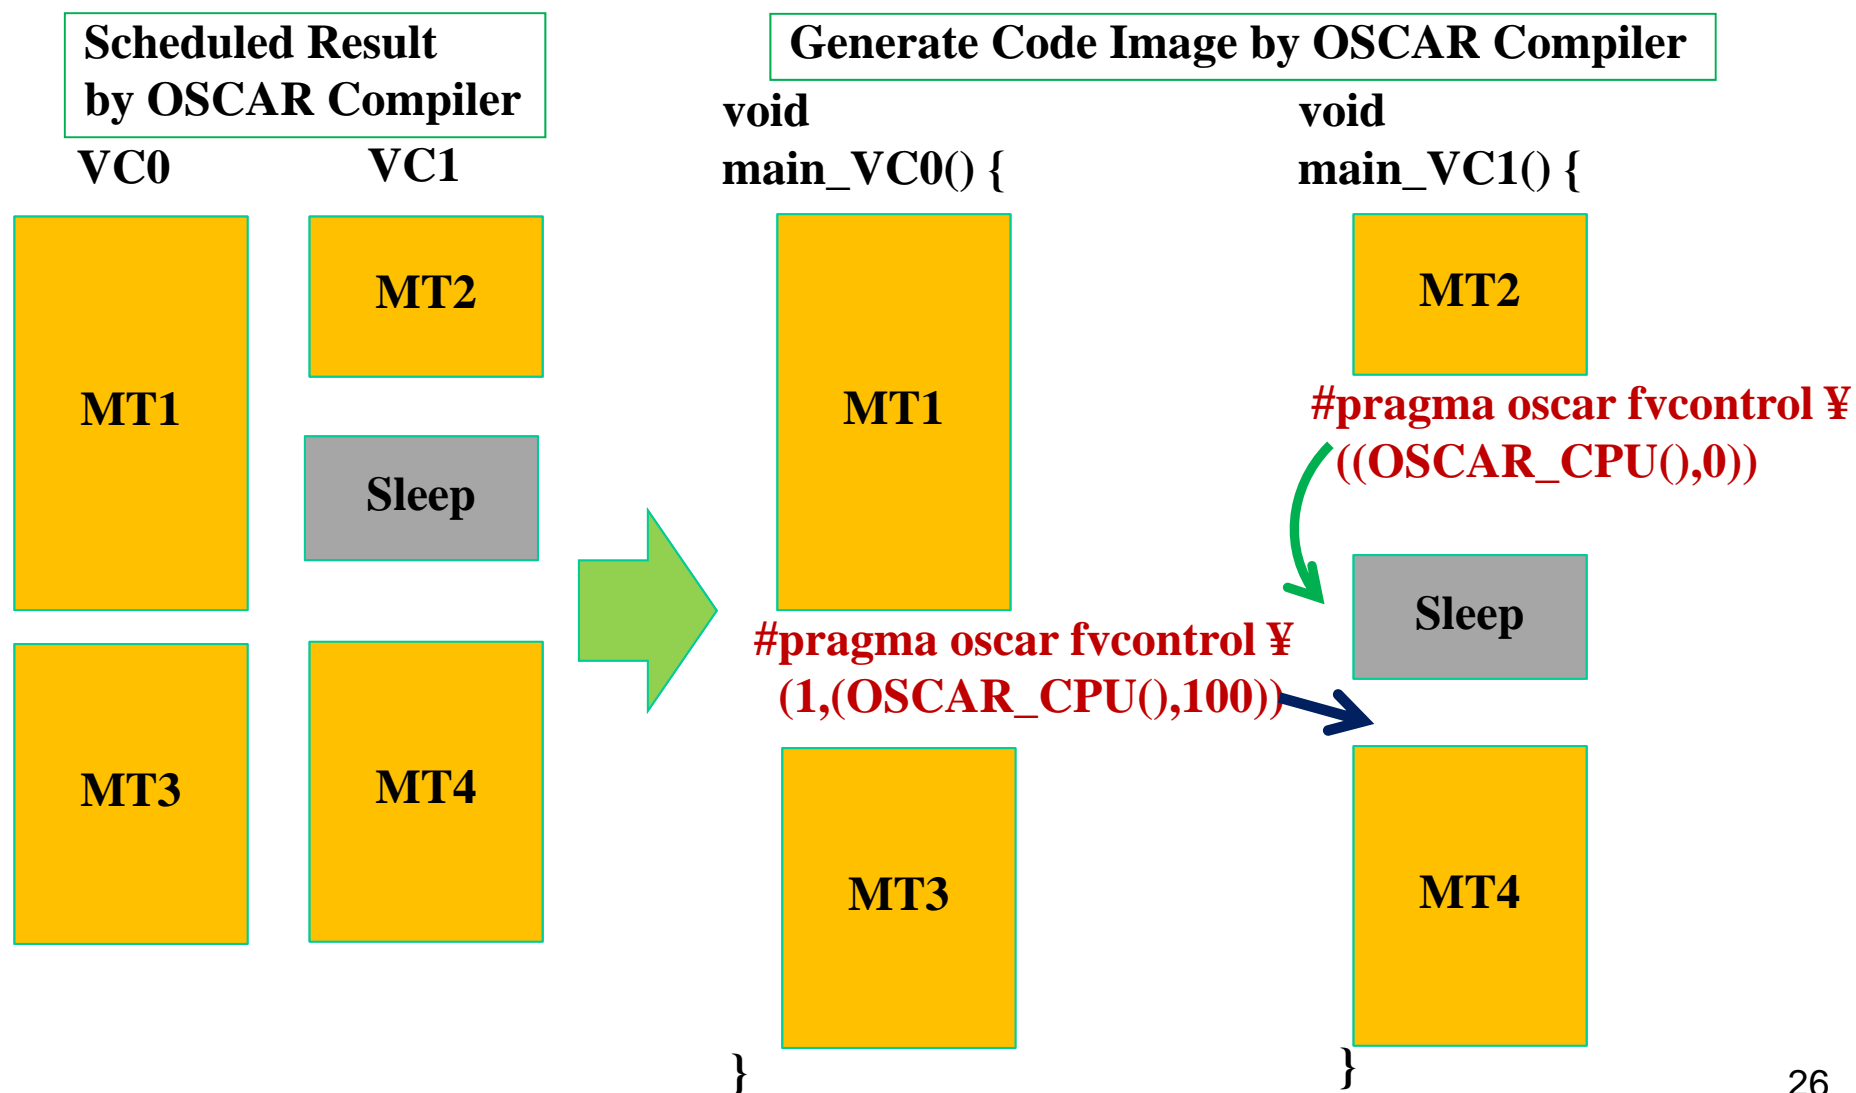 Scheduled Result
by OSCAR Compiler
VC0
VC1
MT1
MT2
Sleep
MT3
MT4
Generate Code Image by OSCAR Compiler
void
main_VC0() {
MT1
#pragma oscar fvcontrol ¥
(1,(OSCAR_CPU(),100))
MT3
}
void
main_VC1() {
MT2
#pragma oscar fvcontrol ¥
((OSCAR_CPU(),0))
Sleep
MT4
}
26